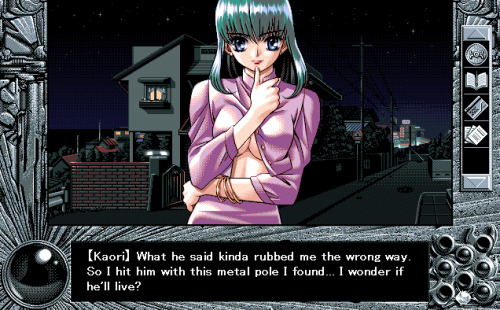 【Kaori】What he said kinda rubbed me the wrong way.
So I hit him with this metal pole I found... I wonder if
he'll live?